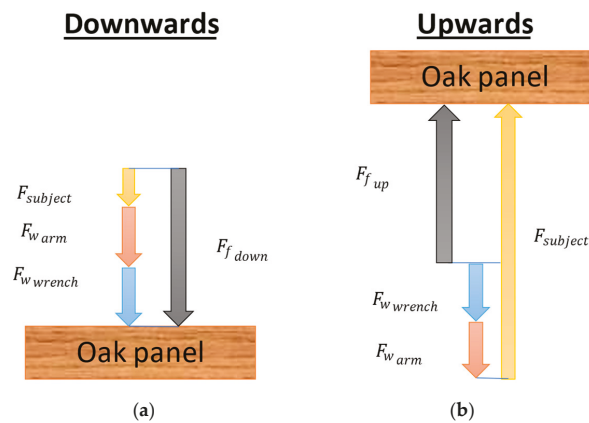 Downwards
Upwards
Oak panel
F_subject
F_w arm
F_w wrench
F_f down
Oak panel
(a)
F_f up
F_subject
F_w wrench
F_w arm
(b)